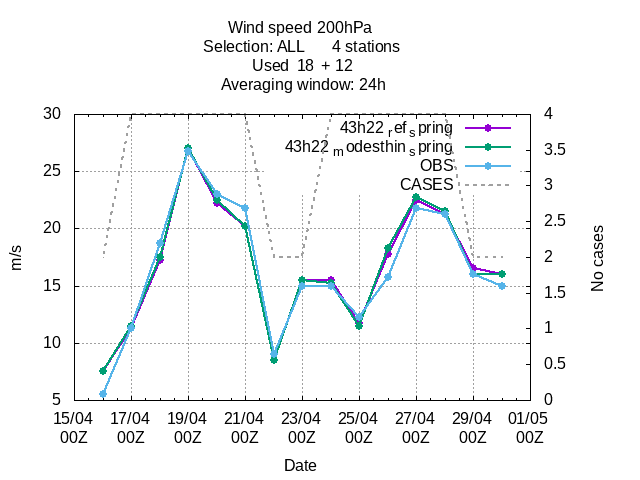 Wind speed 200hPa
Selection: ALL 4 stations
Used 18 + 12
Averaging window: 24h
30 25 20 15 10 5
m/s
43h22 ref spring
43h22 modesthin spring
OBS
CASES
4 3.5 3 2.5 2 1.5 1 0.5 0
No cases
15/04 17/04 19/04 21/04 23/04 25/04 27/04 29/04 01/05
00Z 00Z 00Z 00Z 00Z 00Z 00Z 00Z 00Z
Date